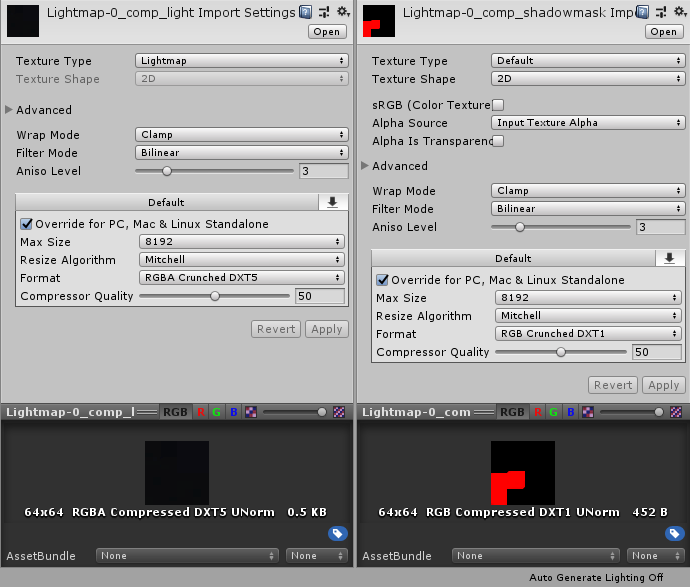 Lightmap-0_comp_light Import Settings
Open
Texture Type Lightmap
Texture Shape 2D
Advanced
Wrap Mode Clamp
Filter Mode Bilinear
Aniso Level 3
Default
Override for PC, Mac & Linux Standalone
Max Size 8192
Resize Algorithm Mitchell
Format RGBA Crunched DXT5
Compressor Quality 50
Revert Apply
Lightmap-0_comp_l RGB R G B
64x64 RGBA Compressed DXT5 UNorm 0.5 KB
AssetBundle None None
Lightmap-0_comp_shadowmask Imp
Open
Texture Type Default
Texture Shape 2D
sRGB (Color Texture
Alpha Source Input Texture Alpha
Alpha Is Transparenc
Advanced
Wrap Mode Clamp
Filter Mode Bilinear
Aniso Level 3
Default
Override for PC, Mac & Linux Standalone
Max Size 8192
Resize Algorithm Mitchell
Format RGB Crunched DXT1
Compressor Quality 50
Revert Apply
Lightmap-0_com RGB R G B
64x64 RGB Compressed DXT1 UNorm 452 B
AssetBundle None None
Auto Generate Lighting Off